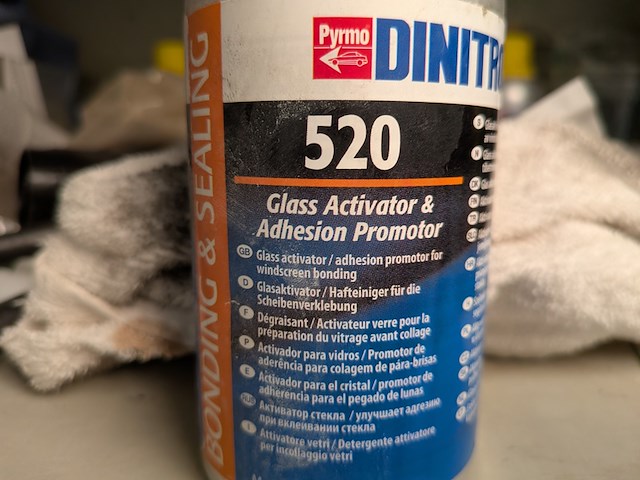 Pyrmo
DINITR
BONDING & SEALING
520
Glass Activator &
Adhesion Promotor
GB Glass activator / adhesion promotor for
windscreen bonding
D Glasaktivator / Hafteiniger für die
Scheibenverklebung
F Dégraisant / Activateur verre pour la
préparation du vitrage avant collage
P Activador para vidros / Promotor de
aderência para colagem de pára-brisas
E Activador para el cristal / promotor de
adherencia para el pegado de lunas
RUS Активатор стекла / улучшает адгезию
при вклеивании стекла
I Attivatore vetri / Detergente attivatore
per incollaggio vetri